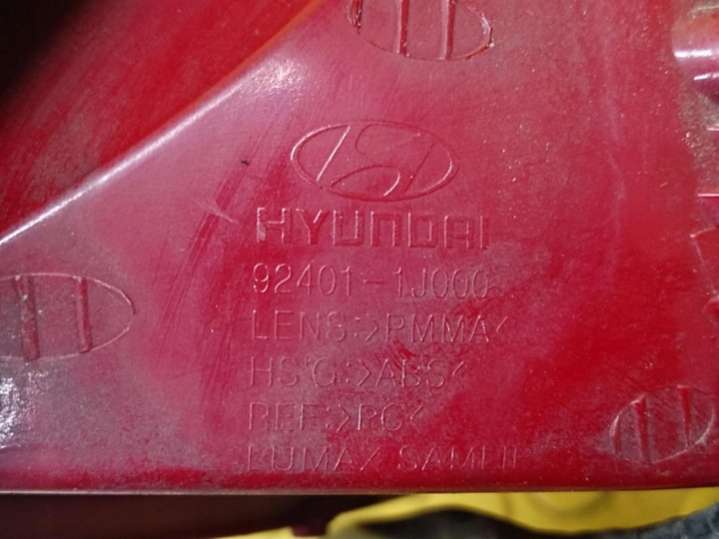 HYUNDAI
92401-1J000
LENS:>PMMA<
HS'G:>ABS<
REF:>PC<
LUMAX SAMLIP